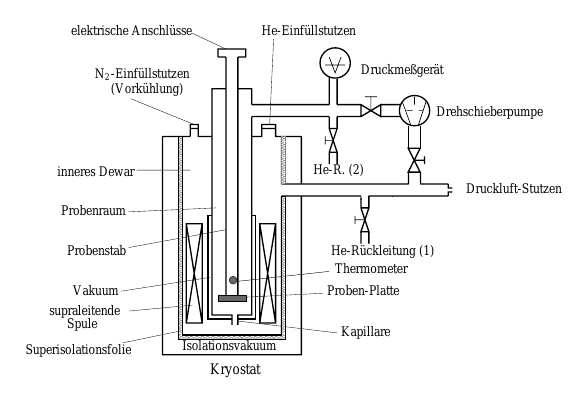 elektrische Anschlüsse
He-Einfüllstutzen
N2-Einfüllstutzen
(Vorkühlung)
Druckmeßgerät
Drehschieberpumpe
inneres Dewar
He-R. (2)
Druckluft-Stutzen
Probenraum
Probenstab
He-Rückleitung (1)
Thermometer
Vakuum
Proben-Platte
supraleitende
Spule
Kapillare
Superisolationsfolie
Isolationsvakuum
Kryostat